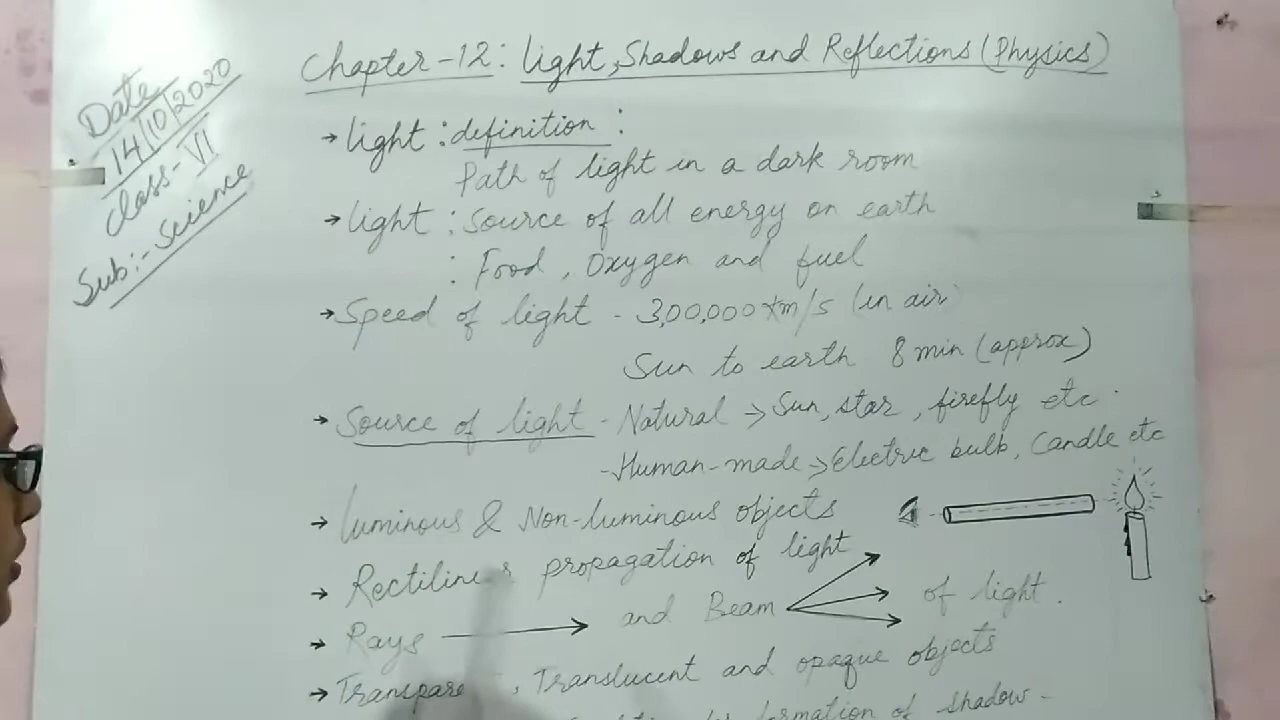 Date
14/10/2020
Class- VI
Sub:- Science
Chapter-12: Light, Shadows and Reflections (Physics)
→ Light : definition :
Path of light in a dark room
→ Light : Source of all energy on earth
: Food, Oxygen and fuel
→ Speed of light - 3,00,000 km/s (in air)
Sun to earth 8 min (approx)
→ Source of light - Natural → Sun, star, firefly etc.
- Human-made → Electric bulb, Candle etc
→ Luminous & Non-luminous objects
→ propagation of light
→ Rays → and Beam of light.
→ , Translucent and opaque objects
formation of shadow -